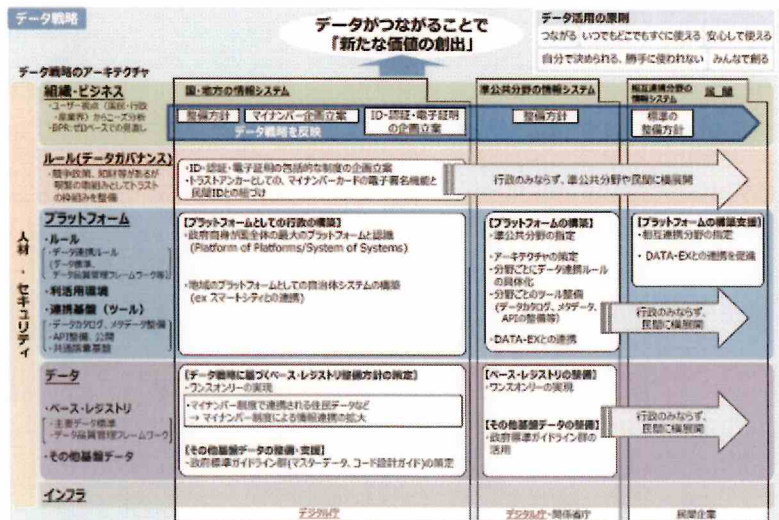 データ戦略
データがつながることで
「新たな価値の創出」
データ活用の原則
つながる いつでもどこでもすぐに使える 安心して使える
自分で決められる、勝手に使われない みんなで創る
データ戦略のアーキテクチャ
組織・ビジネス
・ユーザー視点(国民・行政
・産業界)からニーズ分析
・BPR:ゼロベースでの見直し
国・地方の情報システム
準公共分野の情報システム
相互連携分野の
情報システム
民間
整備方針
マイナンバー企画立案
ID・認証・電子証明
の企画立案
整備方針
標準の
整備方針
データ戦略を反映
ルール(データガバナンス)
・競争政策、知財等があるが
喫緊の取組みとしてトラスト
の枠組みを整備
・ID・認証・電子証明の包括的な制度の企画立案
・トラストアンカーとしての、マイナンバーカードの電子署名機能と
民間IDとの紐づけ
行政のみならず、準公共分野や民間に横展開
人材・セキュリティ
プラットフォーム
・ルール
・データ連携ルール
(データ標準、
データ品質管理フレームワーク等)
・利活用環境
・連携基盤(ツール)
・データカタログ、メタデータ整備
・API整備、公開
・共通語彙基盤
【プラットフォームとしての行政の構築】
・政府自身が国全体の最大のプラットフォームと認識
(Platform of Platforms/System of Systems)
・地域のプラットフォームとしての自治体システムの構築
(ex スマートシティとの連携)
【プラットフォームの構築】
・準公共分野の指定
・アーキテクチャの策定
・分野ごとにデータ連携ルール
の具体化
・分野ごとのツール整備
(データカタログ、メタデータ、
APIの整備等)
・DATA-EXとの連携
【プラットフォームの構築支援】
・相互連携分野の指定
・DATA-EXとの連携を促進
行政のみならず、
民間に横展開
データ
・ベース・レジストリ
・主要データ標準
・データ品質管理フレームワーク
・その他基盤データ
【データ戦略に基づくベース・レジストリ整備方針の策定】
・ワンスオンリーの実現
・マイナンバー制度で連携される住民データなど
→ マイナンバー制度による情報連携の拡大
【その他基盤データの整備・支援】
・政府標準ガイドライン群(マスターデータ、コード設計ガイド)の策定
【ベース・レジストリの整備】
・ワンスオンリーの実現
【その他基盤データの整備】
・政府標準ガイドライン群の
活用
行政のみならず、
民間に横展開
インフラ
デジタル庁
デジタル庁・関係省庁
民間企業